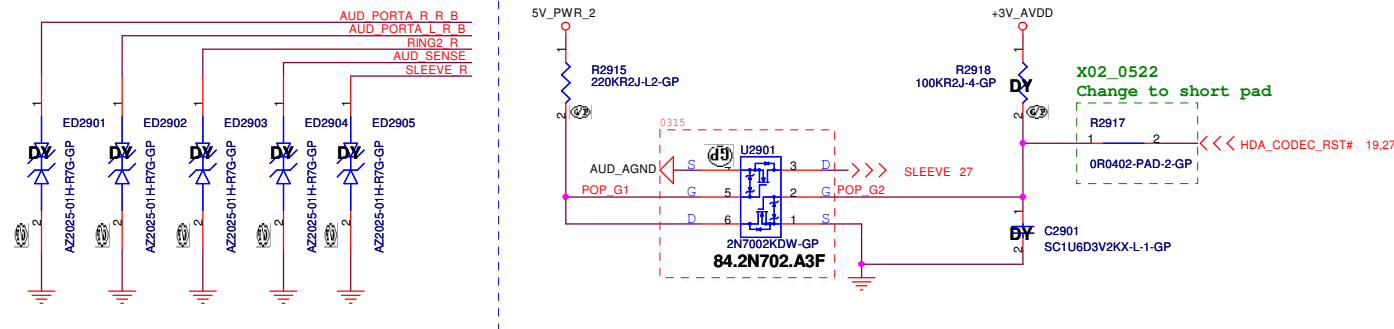 AUD_PORTA_R_R_B
AUD_PORTA_L_R_B
RING2_R
AUD_SENSE
SLEEVE_R
1
1
1
1
1
ED2901
ED2902
ED2903
ED2904
ED2905
DY
DY
DY
DY
DY
AZ2025-01H-R7G-GP
AZ2025-01H-R7G-GP
AZ2025-01H-R7G-GP
AZ2025-01H-R7G-GP
AZ2025-01H-R7G-GP
2
2
2
2
2
5V_PWR_2
1
R2915
220KR2J-L2-GP
2
0315
U2901
AUD_AGND
S
4
3
D
SLEEVE 27
POP_G1
G
5
2
G
POP_G2
D
6
1
S
2N7002KDW-GP
84.2N702.A3F
+3V_AVDD
1
R2918
100KR2J-4-GP
DY
2
X02_0522
Change to short pad
R2917
1
2
0R0402-PAD-2-GP
HDA_CODEC_RST# 19,27
1
C2901
DY
SC1U6D3V2KX-L-1-GP
2